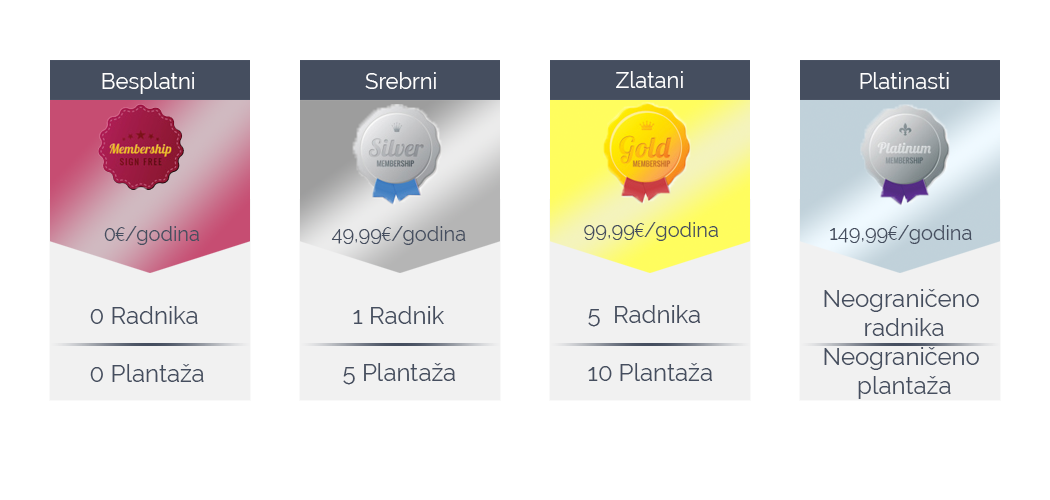 Besplatni
Membership
SIGN FREE
0€/godina
0 Radnika
0 Plantaža
Srebrni
Silver
MEMBERSHIP
49,99€/godina
1 Radnik
5 Plantaža
Zlatani
Gold
MEMBERSHIP
99,99€/godina
5 Radnika
10 Plantaža
Platinasti
Platinum
MEMBERSHIP
149,99€/godina
Neograničeno
radnika
Neograničeno
plantaža